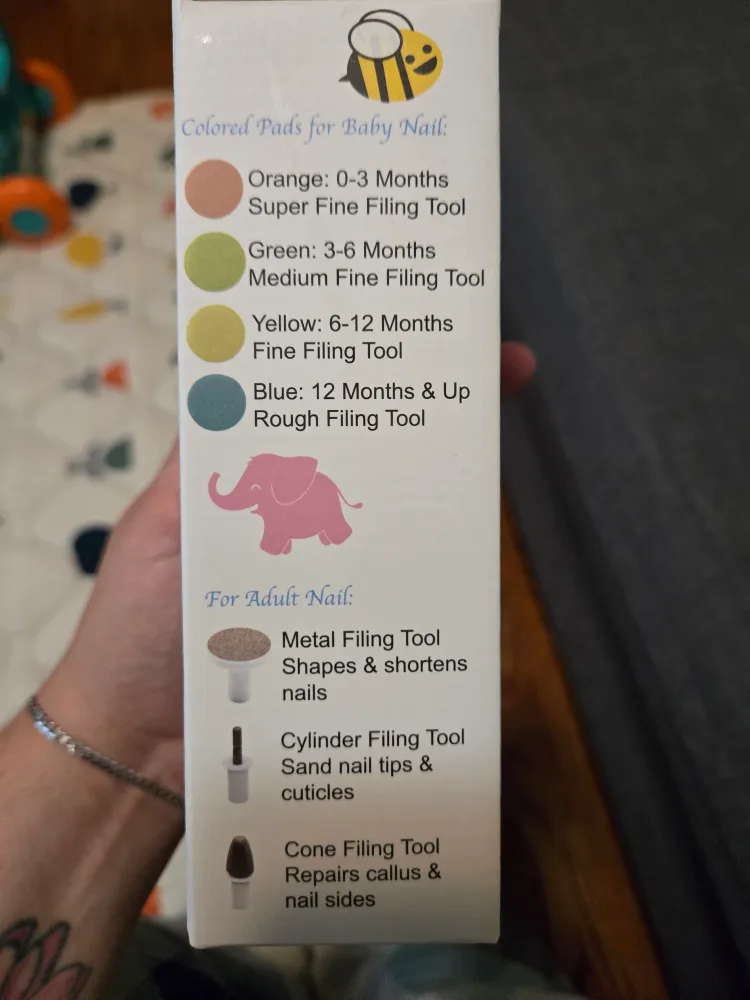 Colored Pads for Baby Nail:
Orange: 0-3 Months
Super Fine Filing Tool
Green: 3-6 Months
Medium Fine Filing Tool
Yellow: 6-12 Months
Fine Filing Tool
Blue: 12 Months & Up
Rough Filing Tool
For Adult Nail:
Metal Filing Tool
Shapes & shortens
nails
Cylinder Filing Tool
Sand nail tips &
cuticles
Cone Filing Tool
Repairs callus &
nail sides